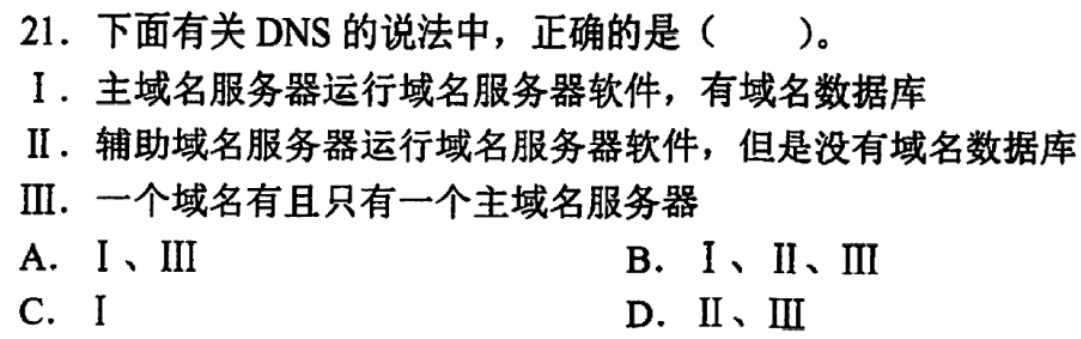 21. 下面有关 DNS 的说法中，正确的是（　　）。
Ⅰ. 主域名服务器运行域名服务器软件，有域名数据库
Ⅱ. 辅助域名服务器运行域名服务器软件，但是没有域名数据库
Ⅲ. 一个域名有且只有一个主域名服务器
A. Ⅰ、Ⅲ　　B. Ⅰ、Ⅱ、Ⅲ
C. Ⅰ　　D. Ⅱ、Ⅲ